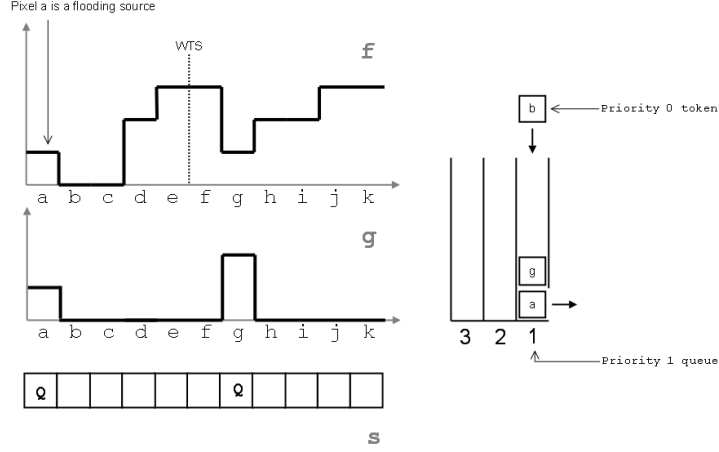 Pixel a is a flooding source
WTS
f
a b c d e f g h i j k
g
a b c d e f g h i j k
Q Q
s
b
Priority 0 token
g
a
3 2 1
Priority 1 queue